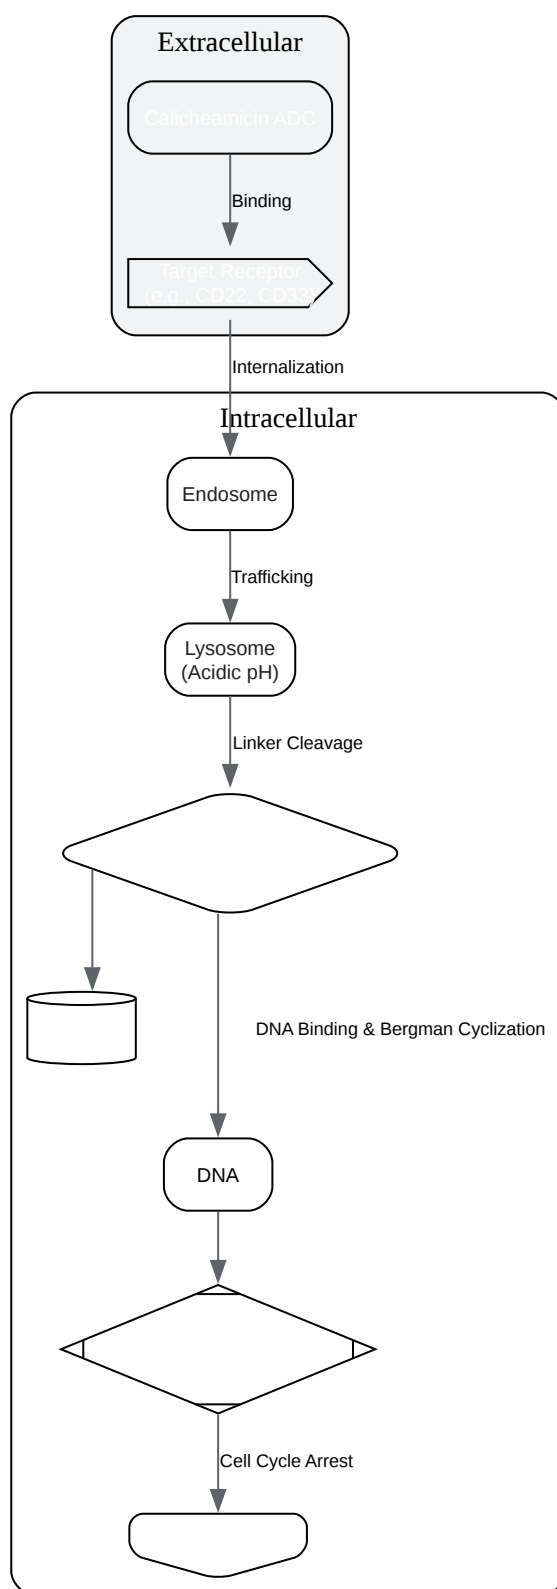 Extracellular
Calicheamicin ADC
Binding
Target Receptor
(e.g., CD22, CD33)
Internalization
Intracellular
Endosome
Trafficking
Lysosome
(Acidic pH)
Linker Cleavage
DNA Binding & Bergman Cyclization
DNA
Cell Cycle Arrest